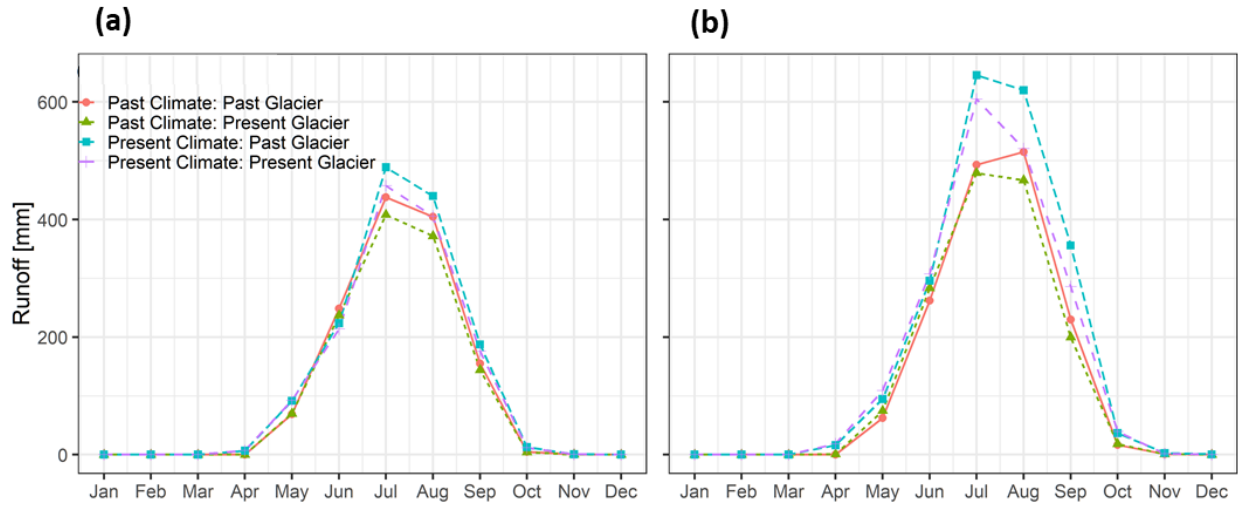 (a)
(b)
Runoff [mm]
600
400
200
0
Past Climate: Past Glacier
Past Climate: Present Glacier
Present Climate: Past Glacier
Present Climate: Present Glacier
Jan Feb Mar Apr May Jun Jul Aug Sep Oct Nov Dec
Jan Feb Mar Apr May Jun Jul Aug Sep Oct Nov Dec